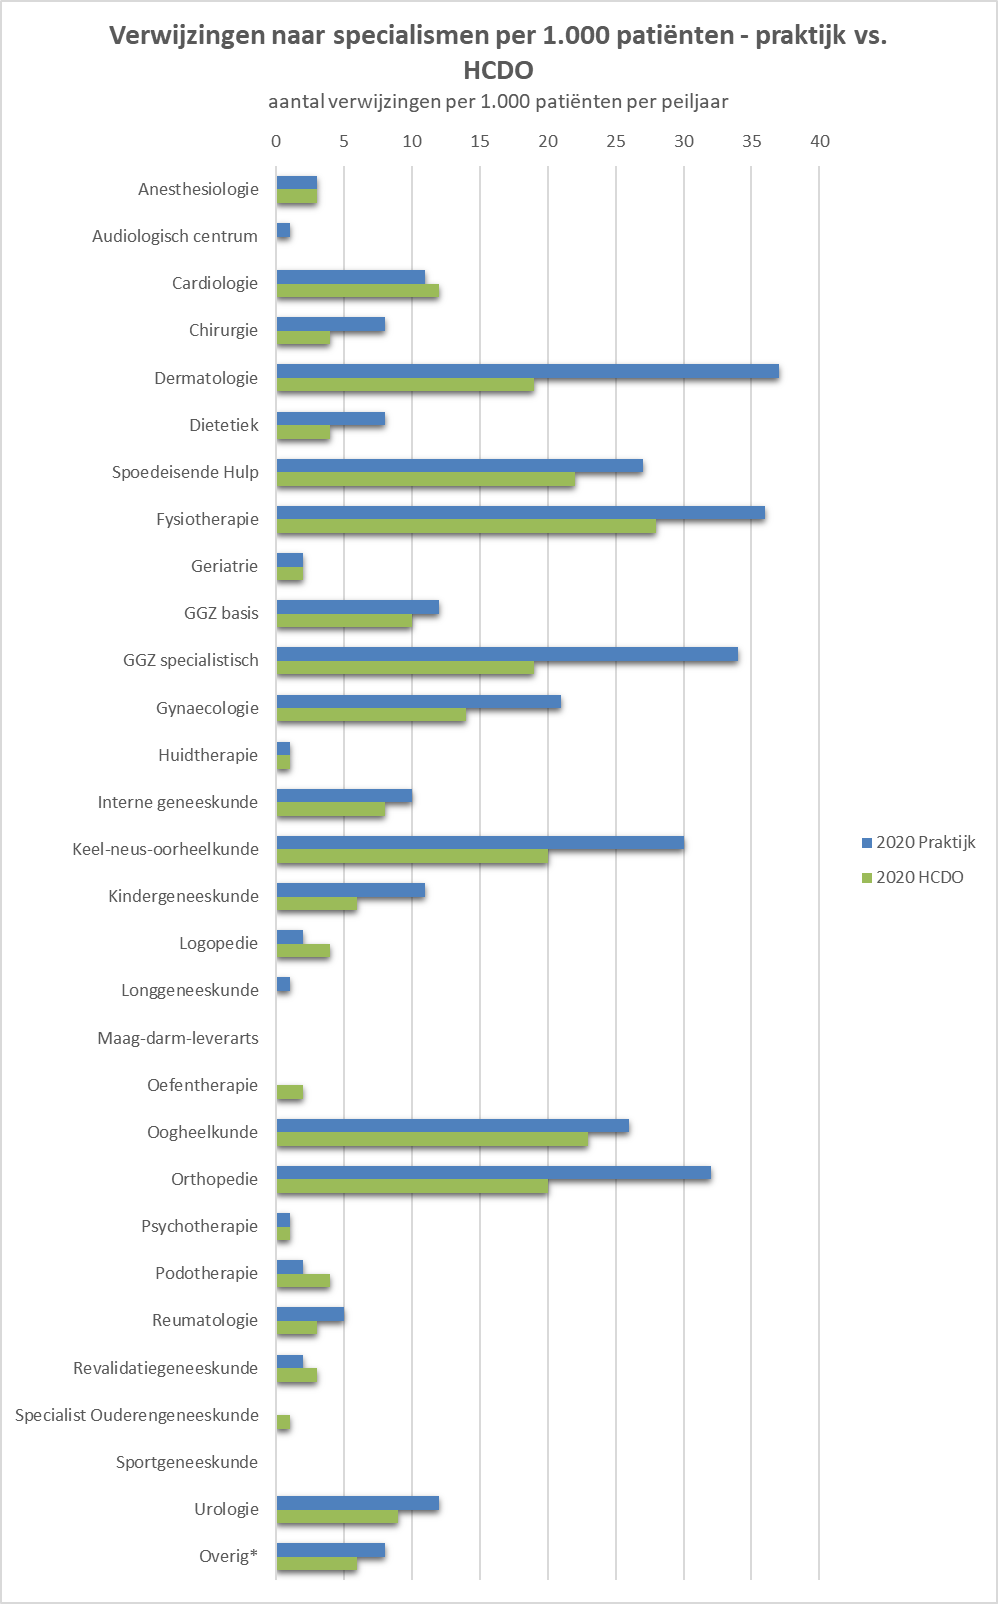 Verwijzingen naar specialismen per 1.000 patiënten - praktijk vs.
HCDO
aantal verwijzingen per 1.000 patiënten per peiljaar
0 5 10 15 20 25 30 35 40
Anesthesiologie
Audiologisch centrum
Cardiologie
Chirurgie
Dermatologie
Dietetiek
Spoedeisende Hulp
Fysiotherapie
Geriatrie
GGZ basis
GGZ specialistisch
Gynaecologie
Huidtherapie
Interne geneeskunde
Keel-neus-oorheelkunde
Kindergeneeskunde
Logopedie
Longgeneeskunde
Maag-darm-leverarts
Oefentherapie
Oogheelkunde
Orthopedie
Psychotherapie
Podotherapie
Reumatologie
Revalidatiegeneeskunde
Specialist Ouderengeneeskunde
Sportgeneeskunde
Urologie
Overig*
2020 Praktijk
2020 HCDO